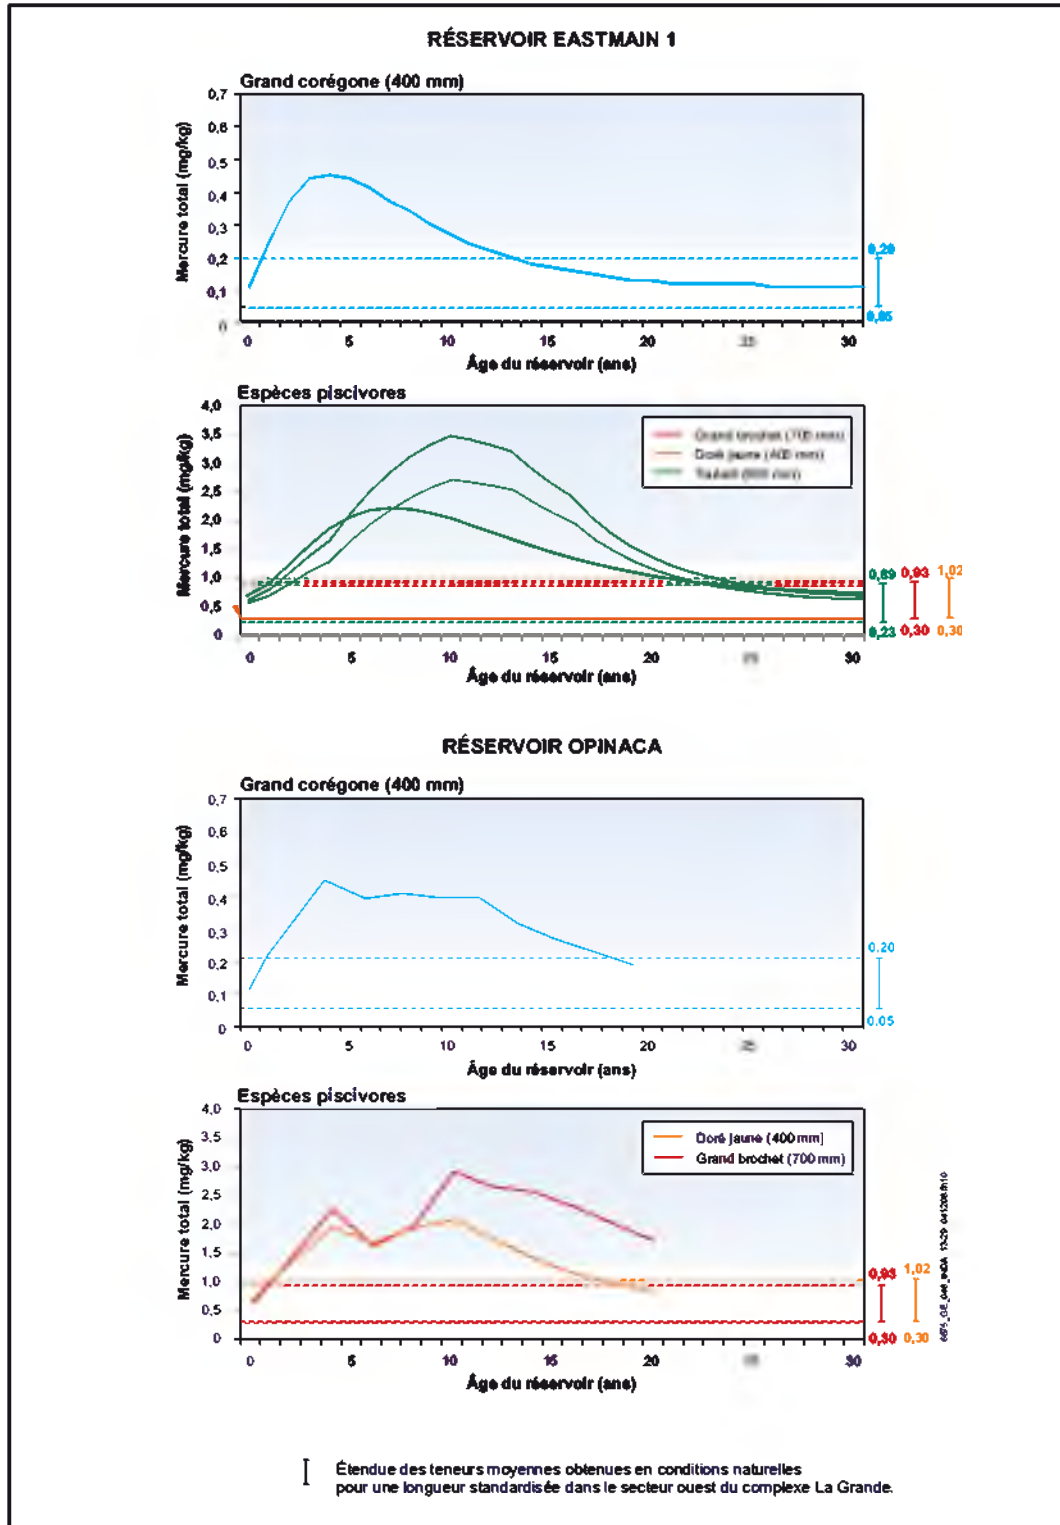 RÉSERVOIR EASTMAIN 1
Grand corégone (400 mm)
Mercure total (mg/kg)
0,7
0,6
0,5
0,4
0,3
0,2
0,1
0
0,20
0,05
0 5 10 15 20 25 30
Âge du réservoir (ans)
Espèces piscivores
Mercure total (mg/kg)
4,0
3,5
3,0
2,5
2,0
1,5
1,0
0,5
0
Grand brochet (700 mm)
Doré jaune (400 mm)
0,89 0,93 1,02
0,23 0,30 0,30
0 5 10 15 20 30
Âge du réservoir (ans)
RÉSERVOIR OPINACA
Grand corégone (400 mm)
Mercure total (mg/kg)
0,7
0,6
0,5
0,4
0,3
0,2
0,1
0
0.20
0.05
0 5 10 15 20 25 30
Âge du réservoir (ans)
Espèces piscivores
Mercure total (mg/kg)
4,0
3,5
3,0
2,5
2,0
1,5
1,0
0,5
0
Doré jaune (400 mm)
Grand brochet (700 mm)
0,93 1,02
0,30 0,30
0 5 10 15 20 30
Âge du réservoir (ans)
Étendue des teneurs moyennes obtenues en conditions naturelles
pour une longueur standardisée dans le secteur ouest du complexe La Grande.